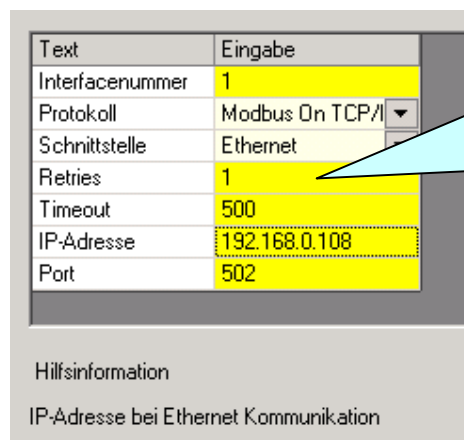 Text Eingabe
Interfacenummer 1
Protokoll Modbus On TCP/I
Schnittstelle Ethernet
Retries 1
Timeout 500
IP-Adresse 192.168.0.108
Port 502
Hilfsinformation
IP-Adresse bei Ethernet Kommunikation